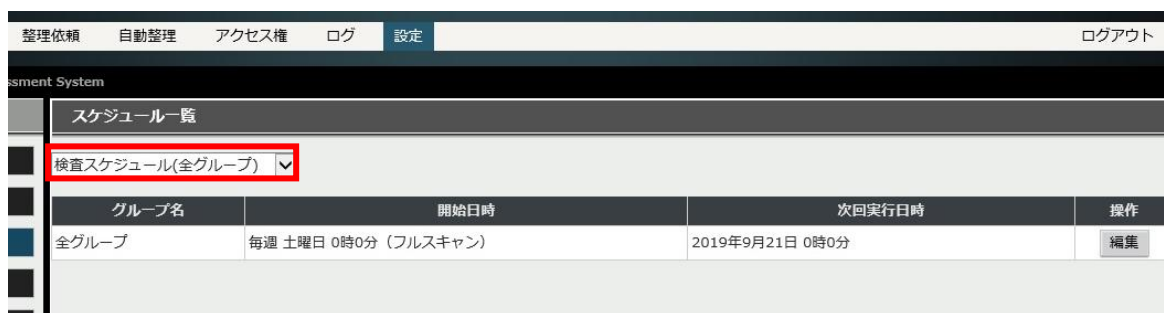 整理依頼 自動整理 アクセス権 ログ 設定 ログアウト
ssment System
スケジュール一覧
検査スケジュール(全グループ)
グループ名 開始日時 次回実行日時 操作
全グループ 毎週 土曜日 0時0分（フルスキャン） 2019年9月21日 0時0分 編集